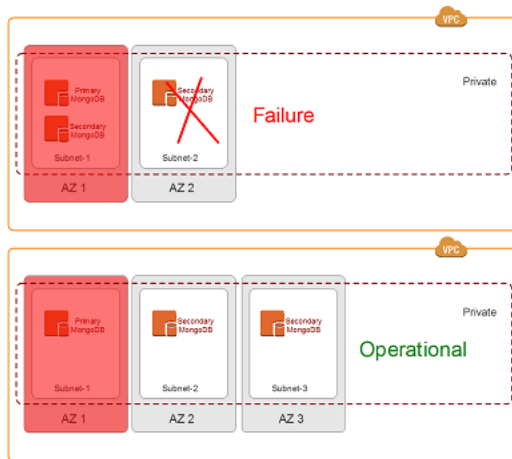 VPC
Private
Primary
MongoDB
Secondary
MongoDB
Subnet-1
AZ 1
Secondary
MongoDB
Subnet-2
AZ 2
Failure
VPC
Private
Primary
MongoDB
Subnet-1
AZ 1
Secondary
MongoDB
Subnet-2
AZ 2
Secondary
MongoDB
Subnet-3
AZ 3
Operational